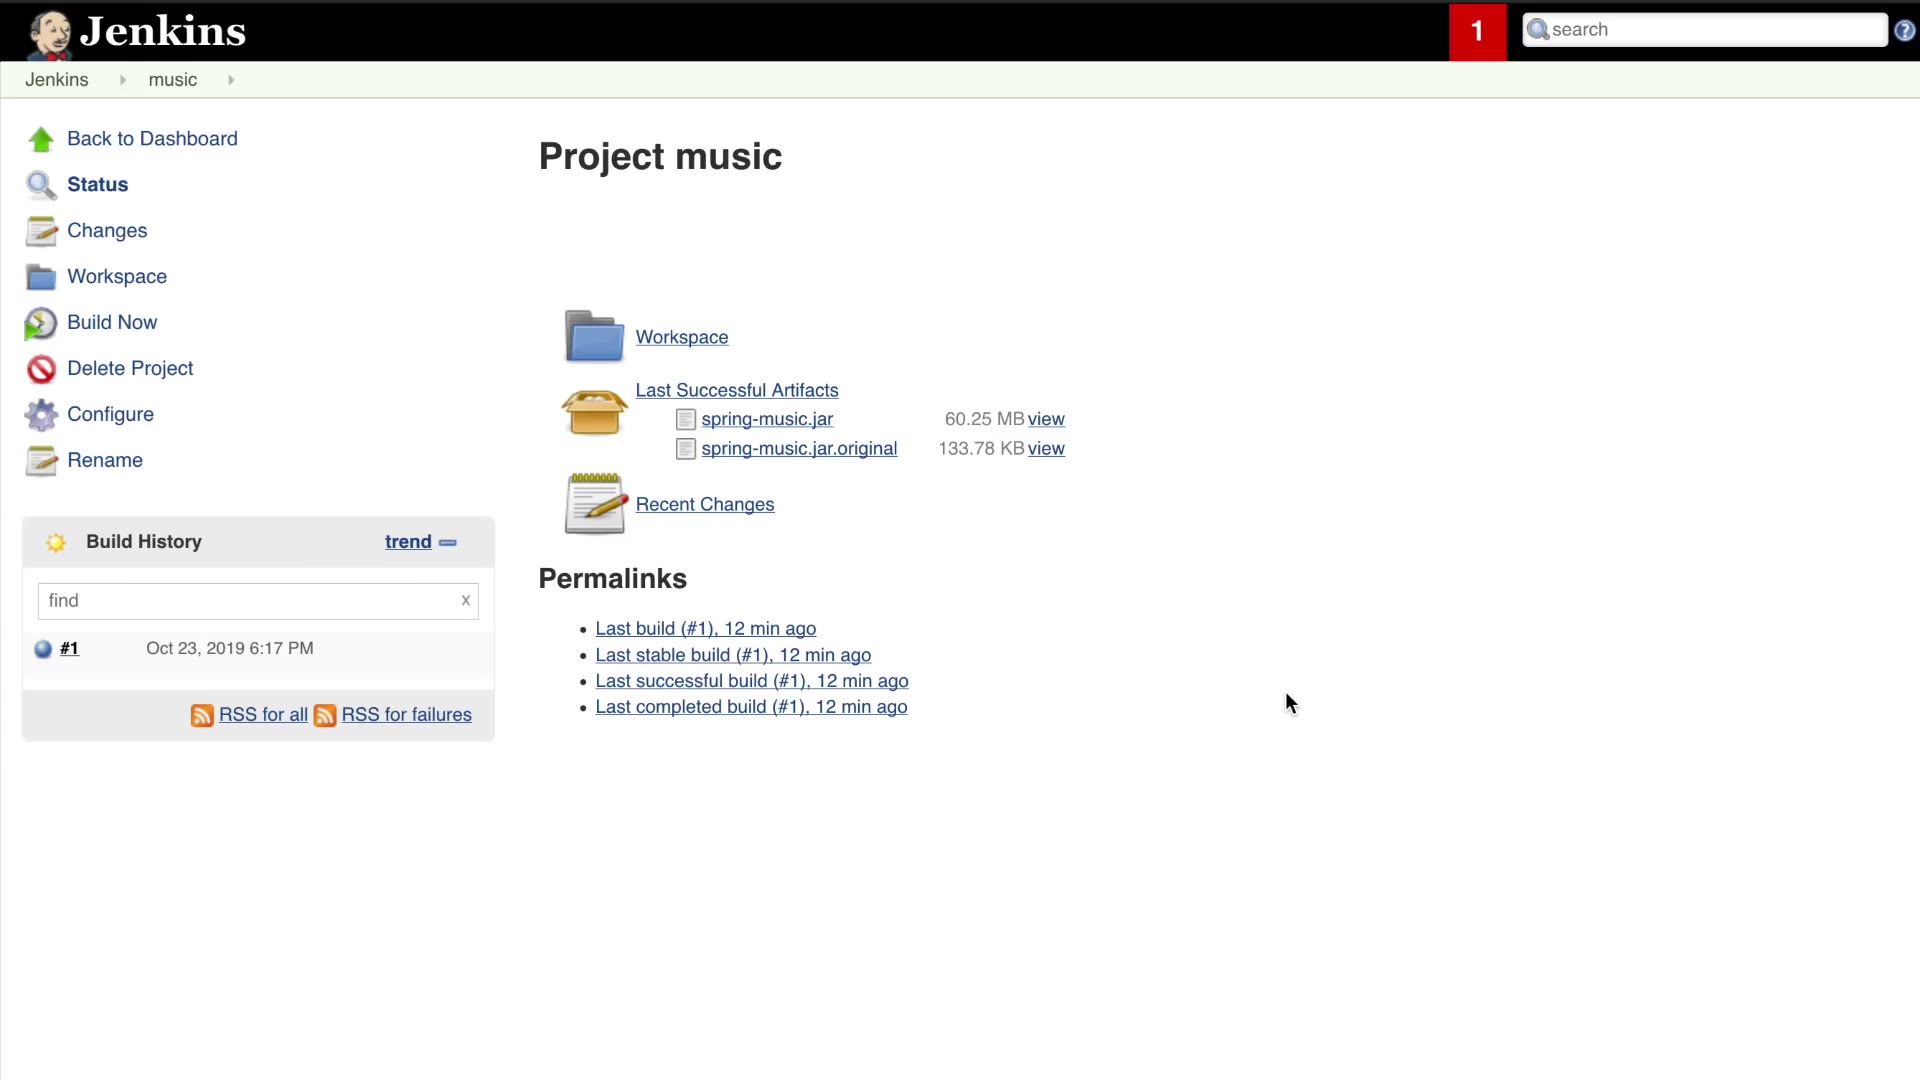 Jenkins
1
search
Jenkins
music
Back to Dashboard
Status
Changes
Workspace
Build Now
Delete Project
Configure
Rename
Build History
trend
find
x
#1
Oct 23, 2019 6:17 PM
RSS for all
RSS for failures
Project music
Workspace
Last Successful Artifacts
spring-music.jar 60.25 MB view
spring-music.jar.original 133.78 KB view
Recent Changes
Permalinks
Last build (#1), 12 min ago
Last stable build (#1), 12 min ago
Last successful build (#1), 12 min ago
Last completed build (#1), 12 min ago